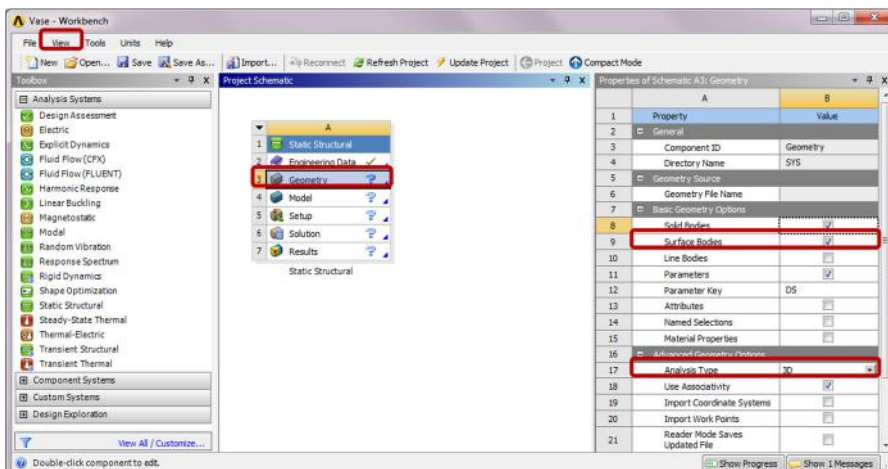 Vase - Workbench
File View Tools Units Help
New Open... Save Save As... Import... Reconnect Refresh Project Update Project Project Compact Mode
Toolbox
Analysis Systems
Design Assessment
Electric
Explicit Dynamics
Fluid Flow (CFX)
Fluid Flow (FLUENT)
Harmonic Response
Linear Buckling
Magnetostatic
Modal
Random Vibration
Response Spectrum
Rigid Dynamics
Shape Optimization
Static Structural
Steady-State Thermal
Thermal-Electric
Transient Structural
Transient Thermal
Component Systems
Custom Systems
Design Exploration
View All / Customize...
Project Schematic
A
1 Static Structural
2 Engineering Data
3 Geometry ?
4 Model ?
5 Setup ?
6 Solution ?
7 Results ?
Static Structural
Properties of Schematic A3: Geometry
A B
1 Property Value
2 General
3 Component ID Geometry
4 Directory Name SYS
5 Geometry Source
6 Geometry File Name
7 Basic Geometry Options
8 Solid Bodies
9 Surface Bodies
10 Line Bodies
11 Parameters
12 Parameter Key DS
13 Attributes
14 Named Selections
15 Material Properties
16 Advanced Geometry Options
17 Analysis Type 3D
18 Use Associativity
19 Import Coordinate Systems
20 Import Work Points
21 Reader Mode Saves
Updated File
Double-click component to edit.
Show Progress Show 1 Messages